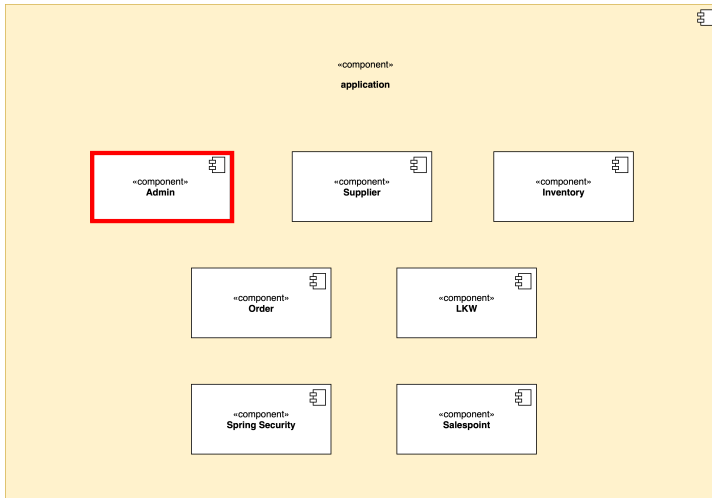 «component»
application
«component»
Admin
«component»
Supplier
«component»
Inventory
«component»
Order
«component»
LKW
«component»
Spring Security
«component»
Salespoint